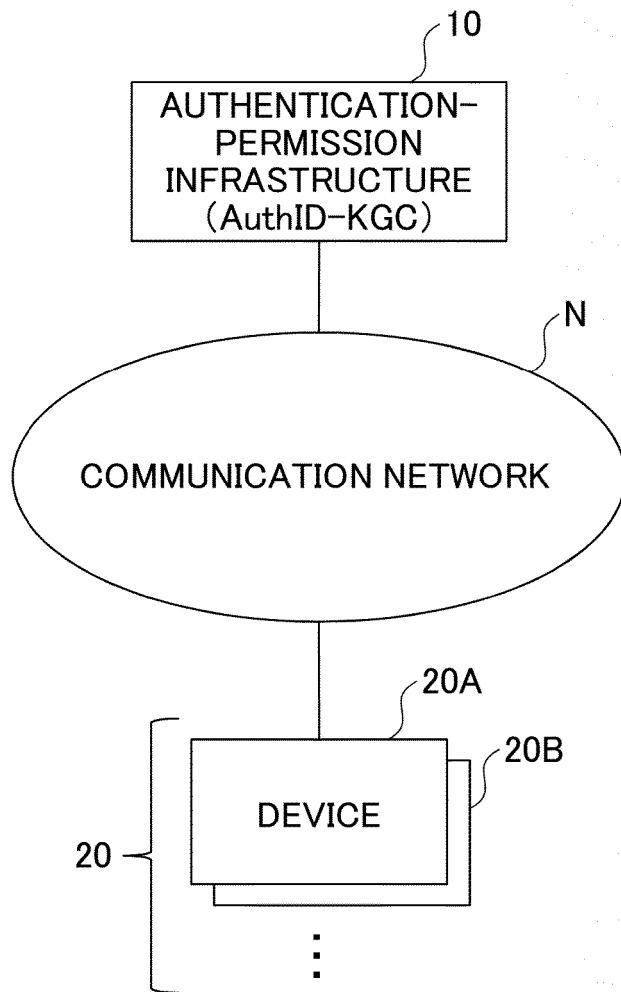 10
AUTHENTICATION-
PERMISSION
INFRASTRUCTURE
(AuthID-KGC)
N
COMMUNICATION NETWORK
20A
20B
DEVICE
20